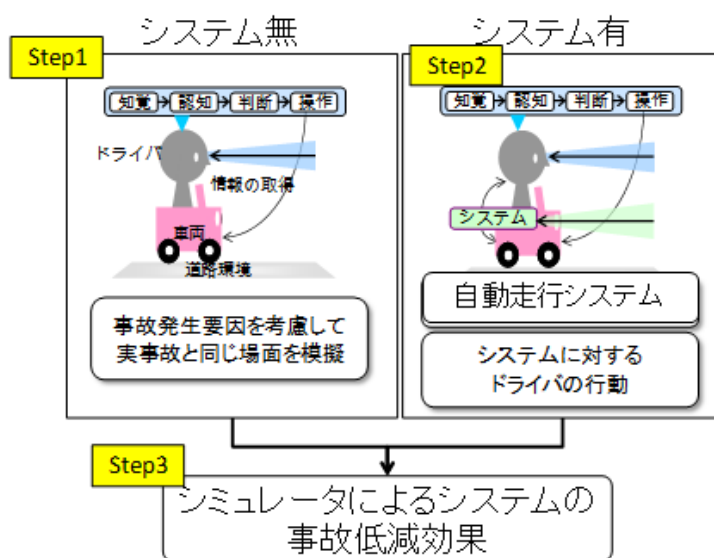 システム無
Step1
知覚→認知→判断→操作
ドライバ
情報の取得
車両
道路環境
事故発生要因を考慮して
実事故と同じ場面を模擬
システム有
Step2
知覚→認知→判断→操作
システム
自動走行システム
システムに対する
ドライバの行動
Step3
シミュレータによるシステムの
事故低減効果